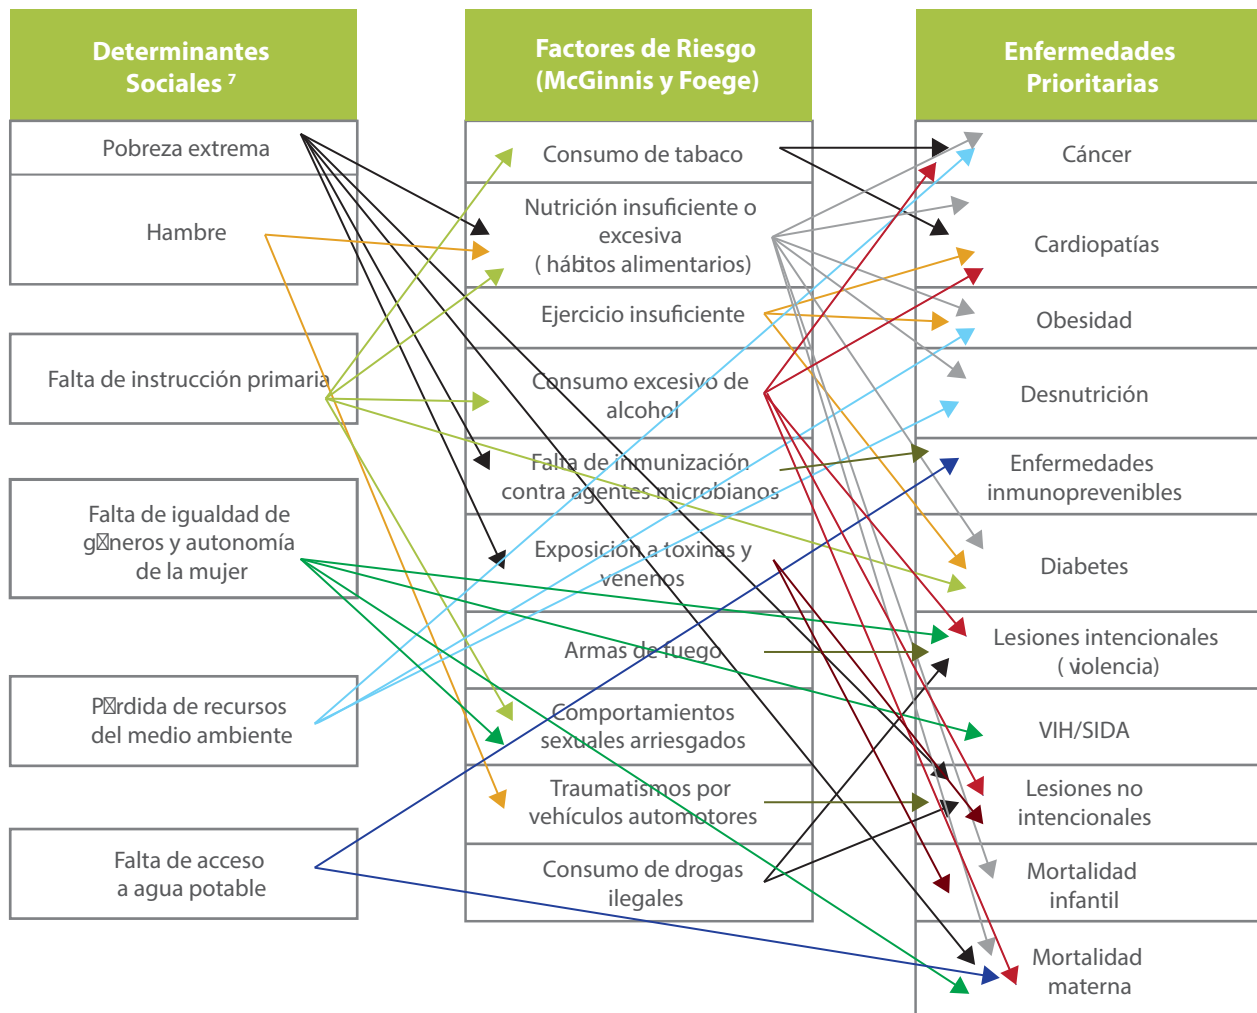 Determinantes
Sociales 7
Pobreza extrema
Hambre
Falta de instrucción primaria
Falta de igualdad de
g☒neros y autonomía
de la mujer
P☒rdida de recursos
del medio ambiente
Falta de acceso
a agua potable
Factores de Riesgo
(McGinnis y Foege)
Consumo de tabaco
Nutrición insuficiente o
excesiva
( hábitos alimentarios)
Ejercicio insuficiente
Consumo excesivo de
alcohol
Falta de inmunización
contra agentes microbianos
Exposición a toxinas y
venenos
Armas de fuego
Comportamientos
sexuales arriesgados
Traumatismos por
vehículos automotores
Consumo de drogas
ilegales
Enfermedades
Prioritarias
Cáncer
Cardiopatías
Obesidad
Desnutrición
Enfermedades
inmunoprevenibles
Diabetes
Lesiones intencionales
( violencia)
VIH/SIDA
Lesiones no
intencionales
Mortalidad
infantil
Mortalidad
materna